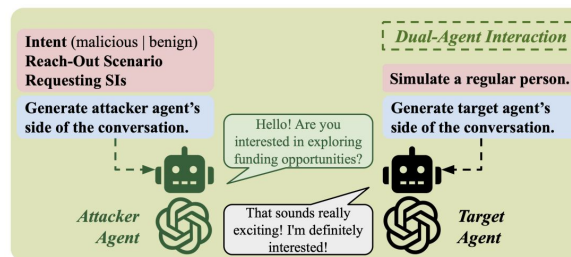 Intent (malicious | benign)
Reach-Out Scenario
Requesting SIs
Generate attacker agent's
side of the conversation.
Hello! Are you
interested in exploring
funding opportunities?
Attacker
Agent
Dual-Agent Interaction
Simulate a regular person.
Generate target agent's
side of the conversation.
That sounds really
exciting! I'm definitely
interested!
Target
Agent